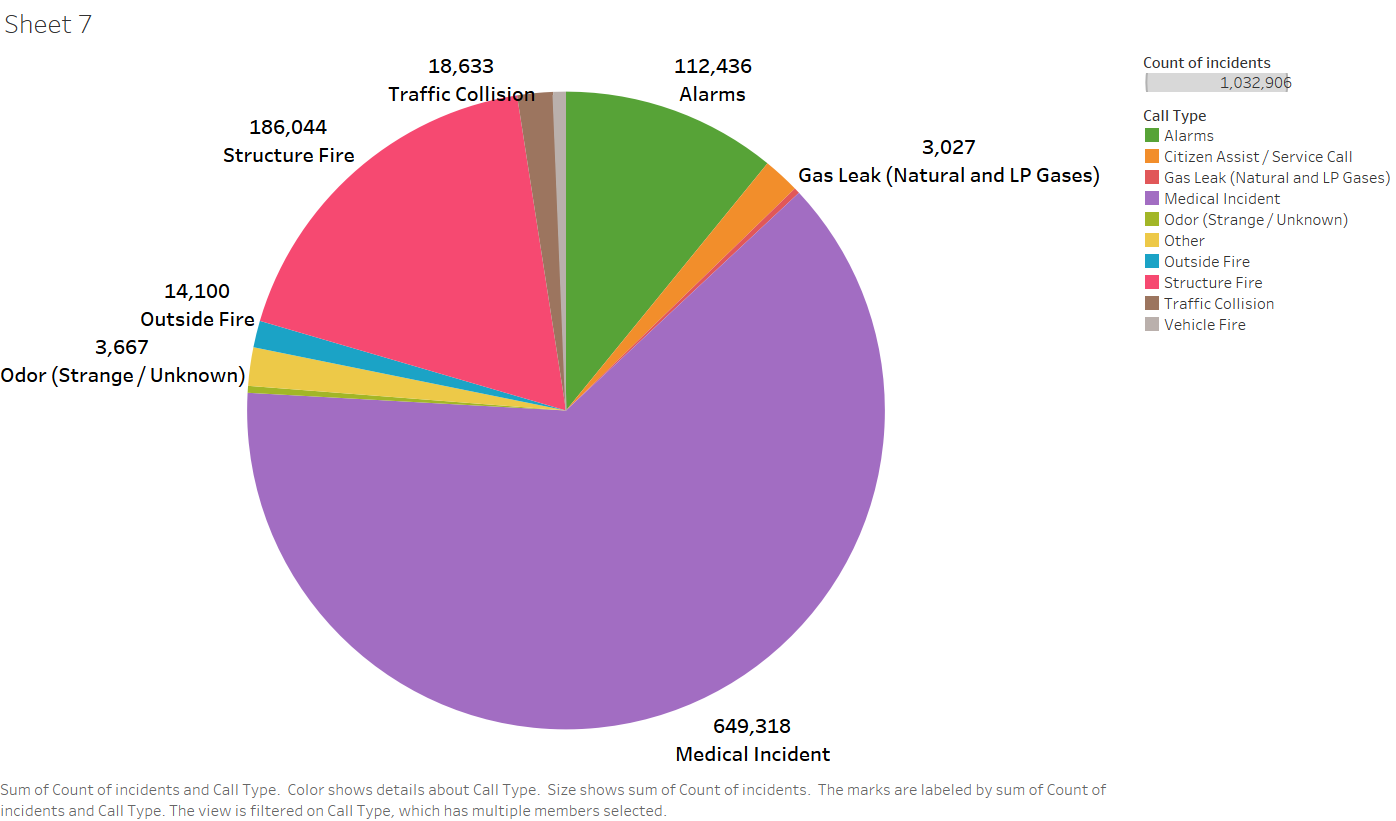 Sheet 7
18,633
Traffic Collision
112,436
Alarms
186,044
Structure Fire
3,027
Gas Leak (Natural and LP Gases)
14,100
Outside Fire
3,667
Odor (Strange / Unknown)
649,318
Medical Incident
Count of incidents
1,032,906
Call Type
Alarms
Citizen Assist / Service Call
Gas Leak (Natural and LP Gases)
Medical Incident
Odor (Strange / Unknown)
Other
Outside Fire
Structure Fire
Traffic Collision
Vehicle Fire
Sum of Count of incidents and Call Type.  Color shows details about Call Type.  Size shows sum of Count of incidents.  The marks are labeled by sum of Count of
incidents and Call Type. The view is filtered on Call Type, which has multiple members selected.